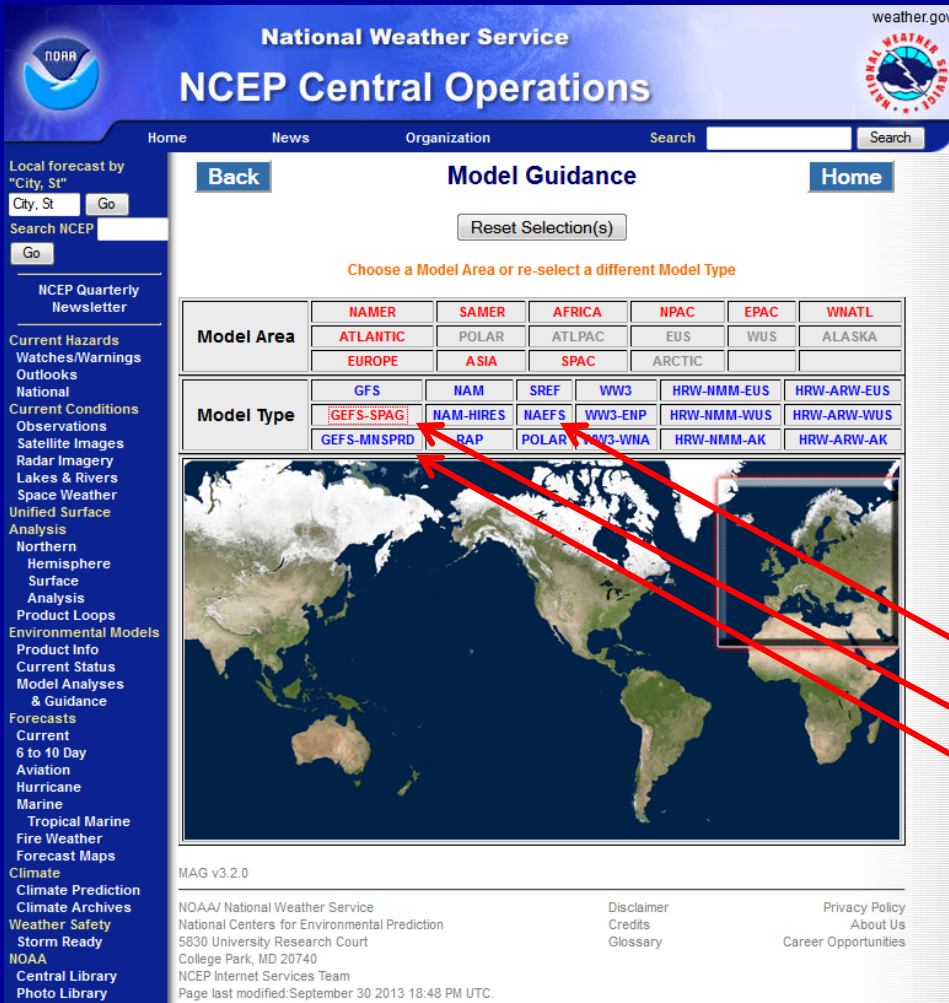 weather.gov
NOAA
National Weather Service
NCEP Central Operations
NATIONAL WEATHER SERVICE
Home News Organization Search Search
Local forecast by
"City, St"
City, St Go
Search NCEP
Go
NCEP Quarterly
Newsletter
Current Hazards
Watches/Warnings
Outlooks
National
Current Conditions
Observations
Satellite Images
Radar Imagery
Lakes & Rivers
Space Weather
Unified Surface
Analysis
Northern
Hemisphere
Surface
Analysis
Product Loops
Environmental Models
Product Info
Current Status
Model Analyses
& Guidance
Forecasts
Current
6 to 10 Day
Aviation
Hurricane
Marine
Tropical Marine
Fire Weather
Forecast Maps
Climate
Climate Prediction
Climate Archives
Weather Safety
Storm Ready
NOAA
Central Library
Photo Library
Back Model Guidance Home
Reset Selection(s)
Choose a Model Area or re-select a different Model Type
Model Area
NAMER SAMER AFRICA NPAC EPAC WNATL
ATLANTIC POLAR ATLPAC EUS WUS ALASKA
EUROPE ASIA SPAC ARCTIC
Model Type
GFS NAM SREF WW3 HRW-NMM-EUS HRW-ARW-EUS
GEFS-SPAG NAM-HIRES NAEFS WW3-ENP HRW-NMM-WUS HRW-ARW-WUS
GEFS-MNSPRD RAP POLAR WW3-WNA HRW-NMM-AK HRW-ARW-AK
MAG v3.2.0
NOAA/ National Weather Service Disclaimer Privacy Policy
National Centers for Environmental Prediction Credits About Us
5830 University Research Court Glossary Career Opportunities
College Park, MD 20740
NCEP Internet Services Team
Page last modified:September 30 2013 18:48 PM UTC.